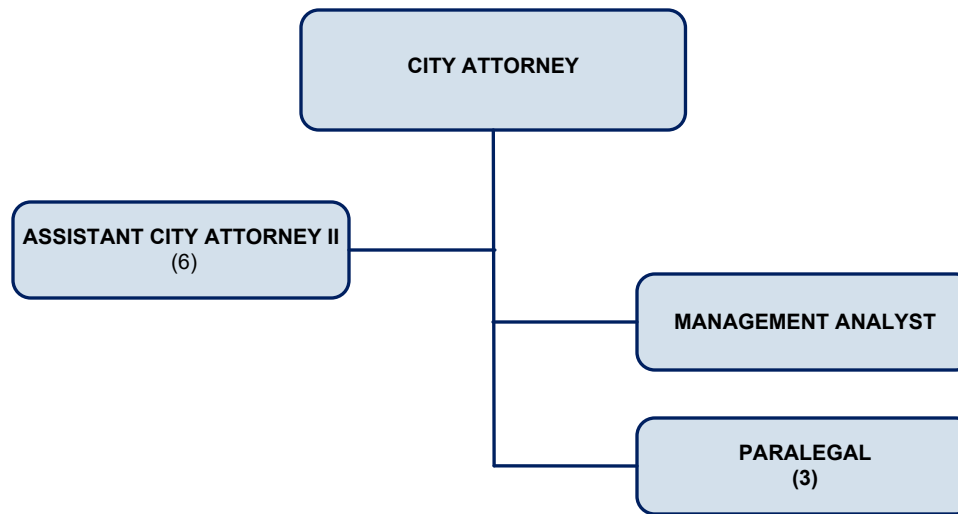 CITY ATTORNEY
ASSISTANT CITY ATTORNEY II
(6)
MANAGEMENT ANALYST
PARALEGAL
(3)